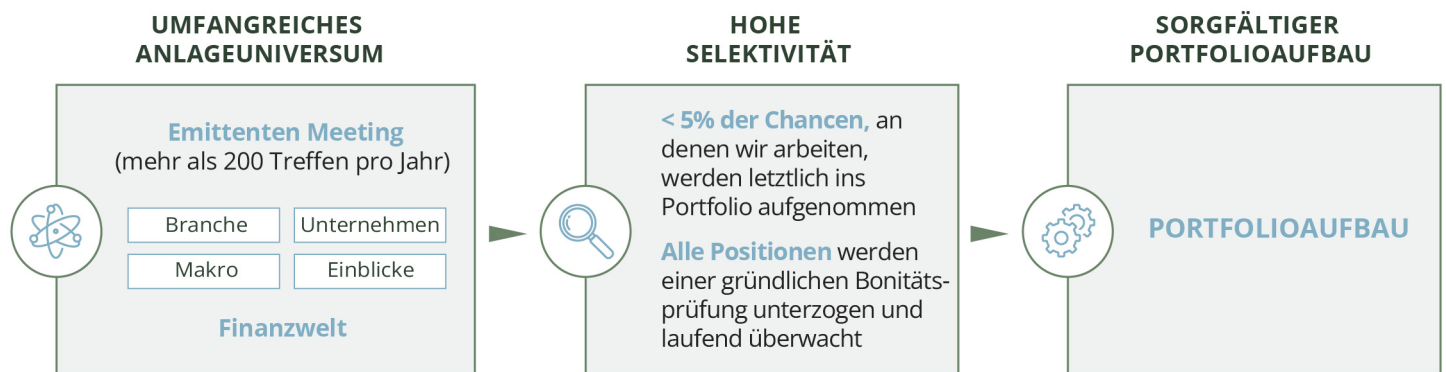 UMFANGREICHES
ANLAGEUNIVERSUM
Emittenten Meeting
(mehr als 200 Treffen pro Jahr)
Branche
Unternehmen
Makro
Einblicke
Finanzwelt
HOHE
SELEKTIVITÄT
< 5% der Chancen, an
denen wir arbeiten,
werden letztlich ins
Portfolio aufgenommen
Alle Positionen werden
einer gründlichen Bonitäts-
prüfung unterzogen und
laufend überwacht
SORGFÄLTIGER
PORTFOLIOAUFBAU
PORTFOLIOAUFBAU